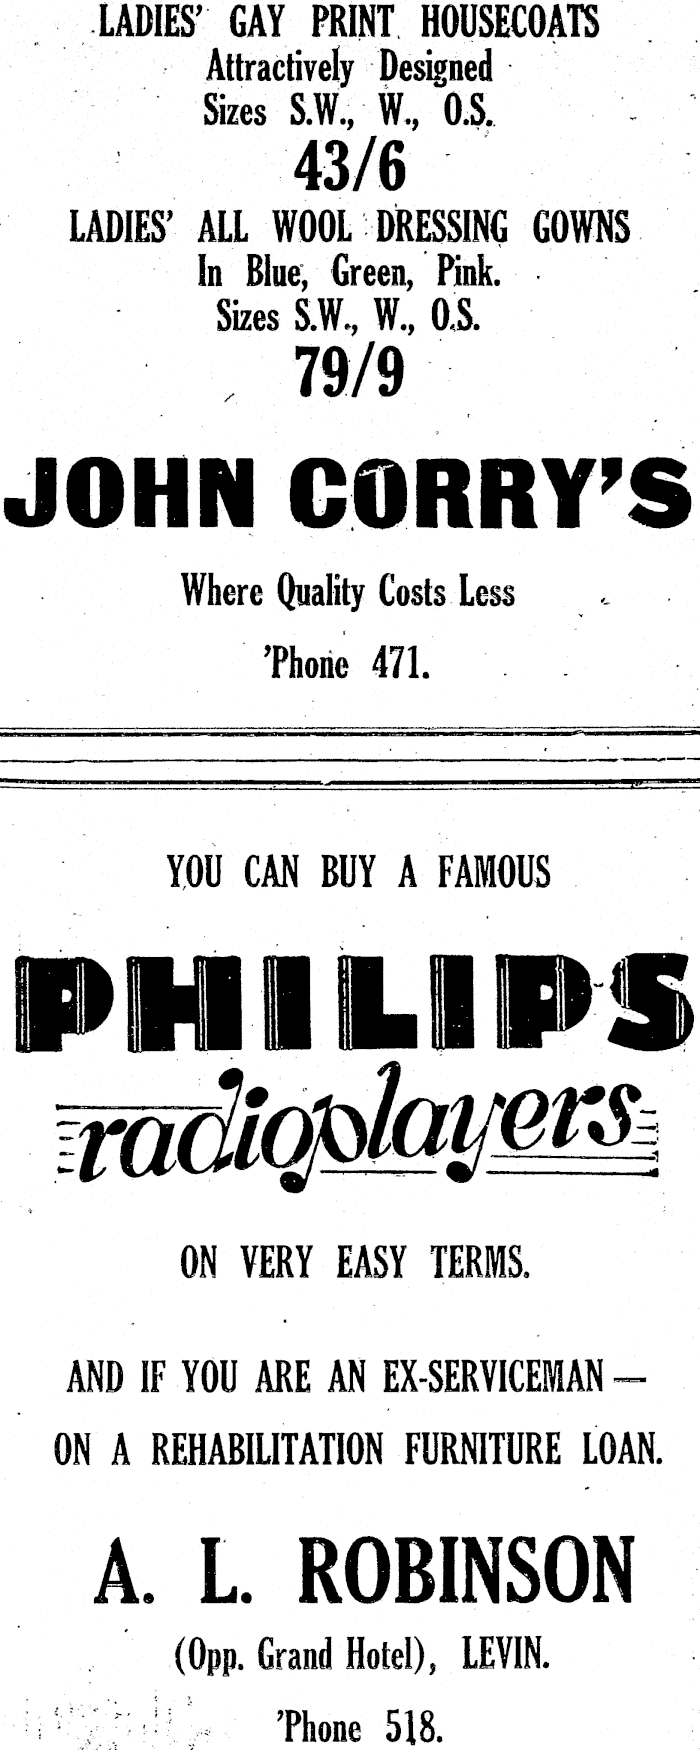 LADIES' GAY PRINT HOUSECOATS
Attractively Designed
Sizes S.W., W., O.S.
43/6
LADIES' ALL WOOL DRESSING GOWNS
In Blue, Green, Pink.
Sizes S.W., W., O.S.
79/9
JOHN CORRY'S
Where Quality Costs Less
'Phone 471.
YOU CAN BUY A FAMOUS
PHILIPS
radioplayers
ON VERY EASY TERMS.
AND IF YOU ARE AN EX-SERVICEMAN —
ON A REHABILITATION FURNITURE LOAN.
A. L. ROBINSON
(Opp. Grand Hotel), LEVIN.
'Phone 518.